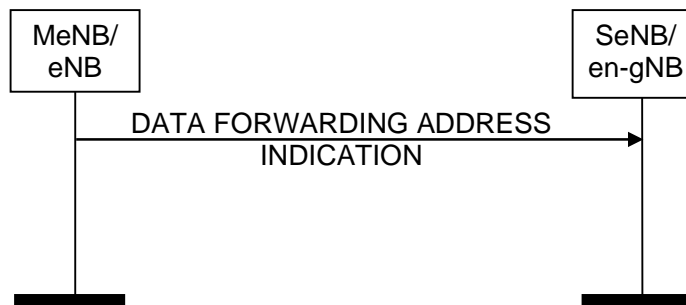 MeNB/
eNB
SeNB/
en-gNB
DATA FORWARDING ADDRESS
INDICATION